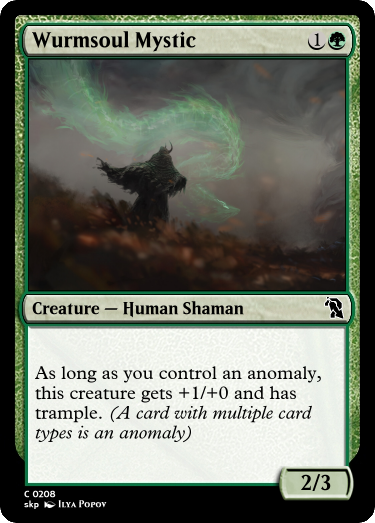 Wurmsoul Mystic 1
Creature — Human Shaman
As long as you control an anomaly,
this creature gets +1/+0 and has
trample. (A card with multiple card
types is an anomaly)
2/3
C 0208
skp Ilya Popov